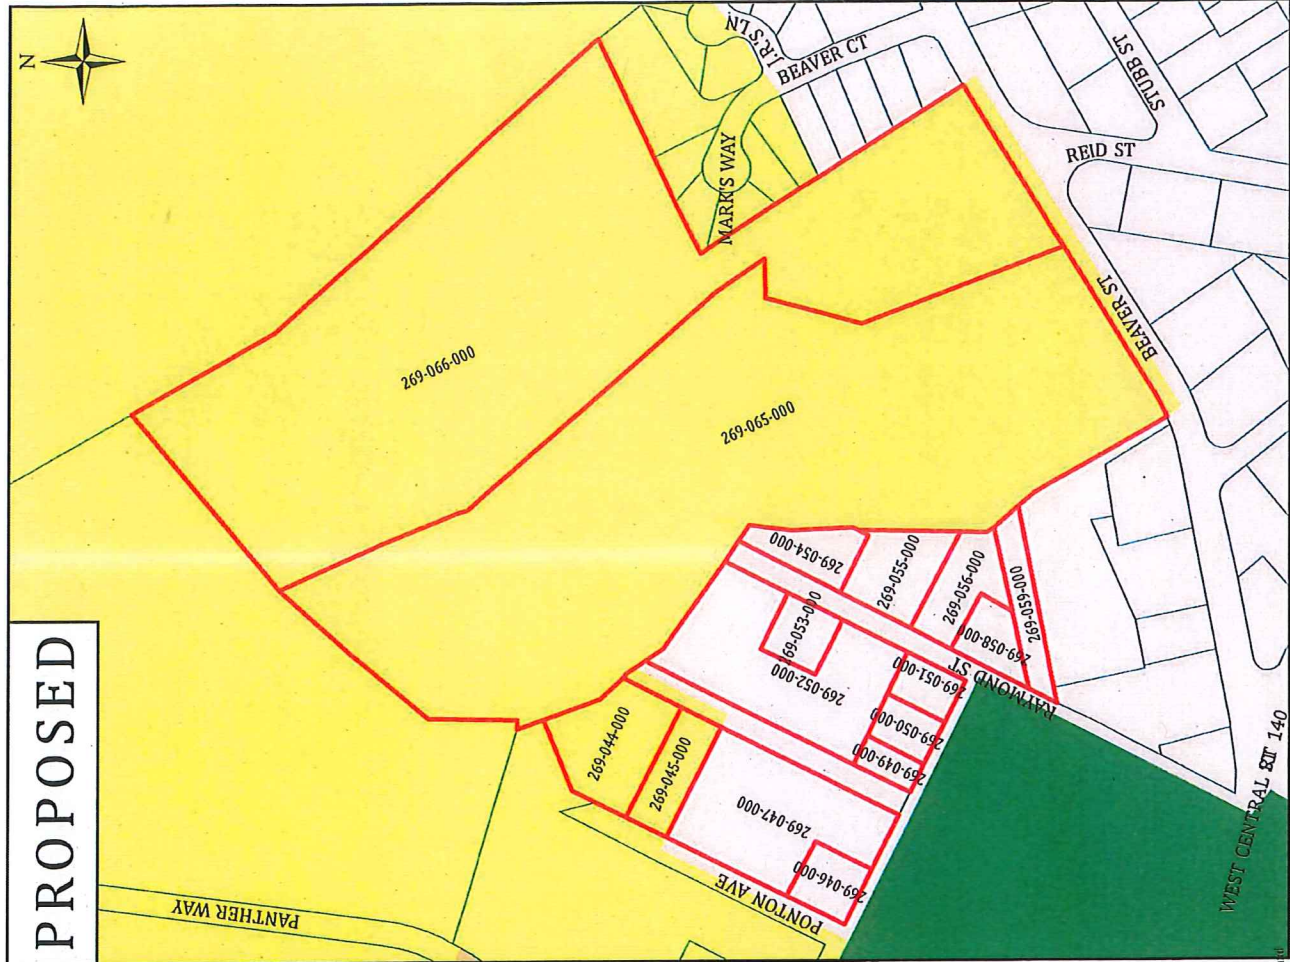 PROPOSED
N
J.R'S LN
BEAVER CT
STUBB ST
MARK'S WAY
REID ST
BEAVER ST
269-066-000
269-065-000
269-054-000
269-055-000
269-053-000
269-056-000
269-059-000
269-058-000
269-052-000
269-051-000
RAYMOND ST
269-050-000
269-049-000
269-044-000
269-045-000
269-047-000
269-046-000
PONTON AVE
PANTHER WAY
WEST CENTRAL ST
RT 140